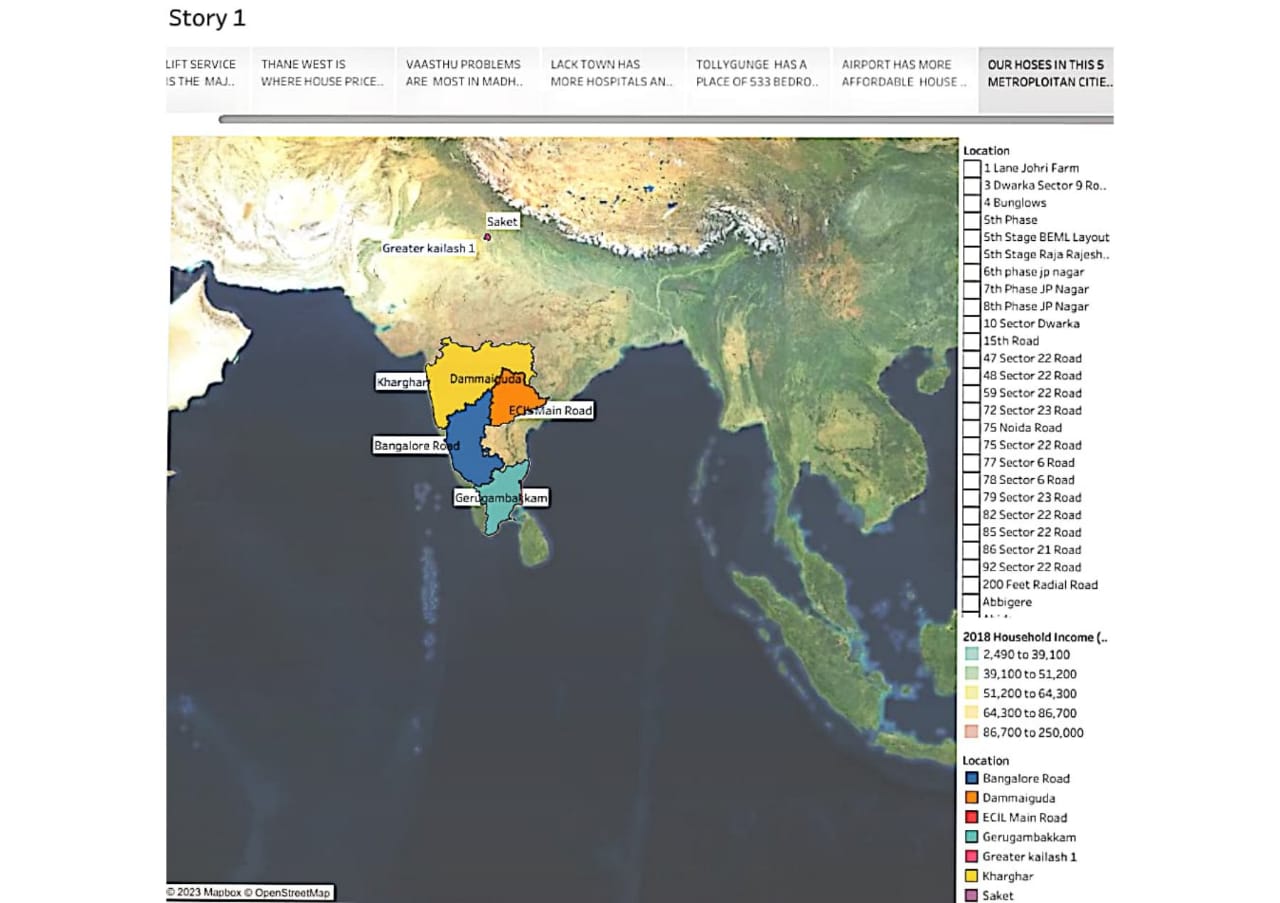 Story 1
LIFT SERVICE
IS THE MAJ..
THANE WEST IS
WHERE HOUSE PRICE...
VAASTHU PROBLEMS
ARE MOST IN MADH..
LACK TOWN HAS
MORE HOSPITALS AN..
TOLLYGUNGE HAS A
PLACE OF 533 BEDRO..
AIRPORT HAS MORE
AFFORDABLE HOUSE ..
OUR HOSES IN THIS 5
METROPLOITAN CITIE..
Saket
Greater kailash 1
Kharghar
Dammaiguda
ECIL Main Road
Bangalore Road
Gerugambakkam
© 2023 Mapbox © OpenStreetMap
Location
1 Lane Johri Farm
3 Dwarka Sector 9 Ro..
4 Bunglows
5th Phase
5th Stage BEML Layout
5th Stage Raja Rajesh..
6th phase jp nagar
7th Phase JP Nagar
8th Phase JP Nagar
10 Sector Dwarka
15th Road
47 Sector 22 Road
48 Sector 22 Road
59 Sector 22 Road
72 Sector 23 Road
75 Noida Road
75 Sector 22 Road
77 Sector 6 Road
78 Sector 6 Road
79 Sector 23 Road
82 Sector 22 Road
85 Sector 22 Road
86 Sector 21 Road
92 Sector 22 Road
200 Feet Radial Road
Abbigere
2018 Household Income (..
2,490 to 39,100
39,100 to 51,200
51,200 to 64,300
64,300 to 86,700
86,700 to 250,000
Location
Bangalore Road
Dammaiguda
ECIL Main Road
Gerugambakkam
Greater kailash 1
Kharghar
Saket